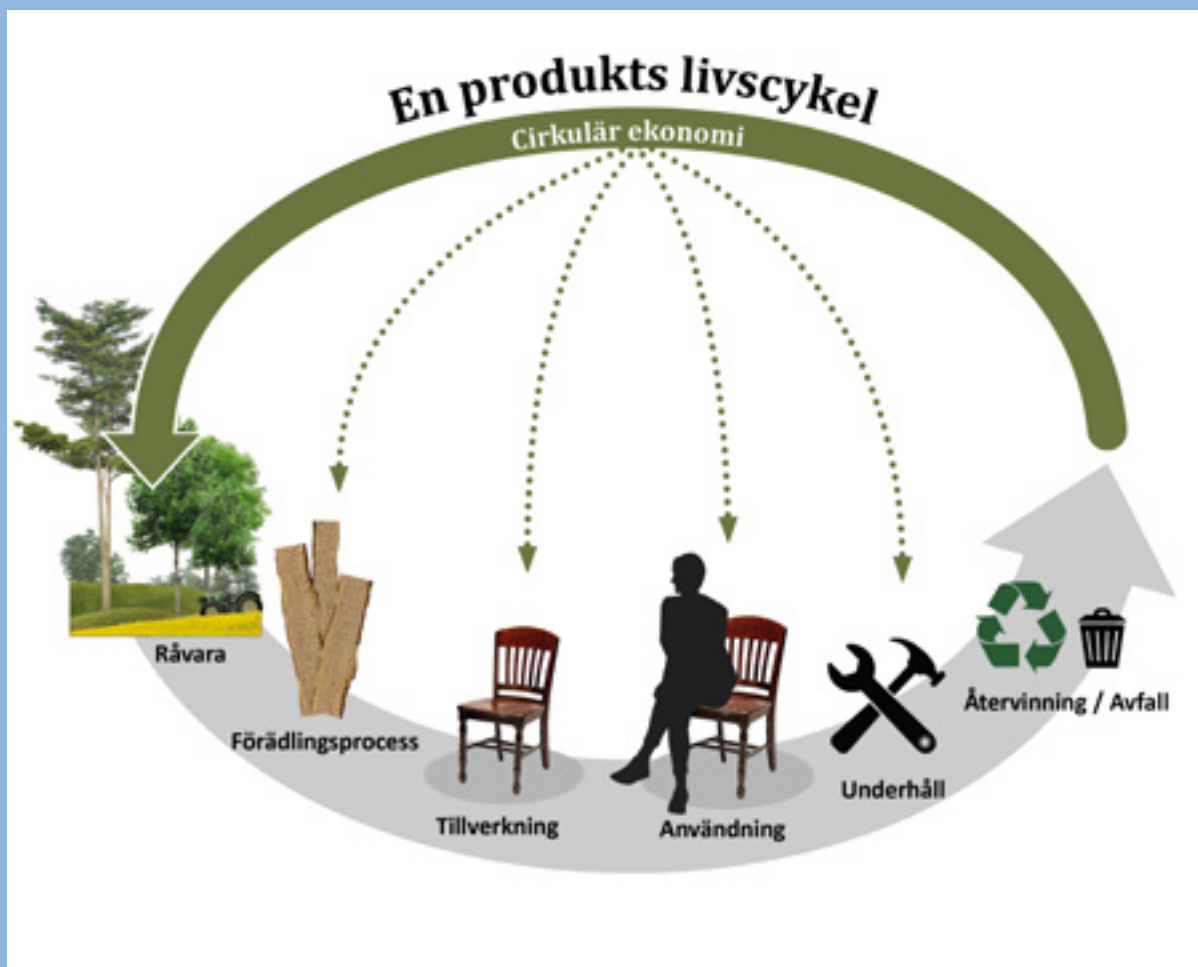 En produkts livscykel
Cirkulär ekonomi
Råvara
Förädlingsprocess
Tillverkning
Användning
Underhåll
Återvinning / Avfall